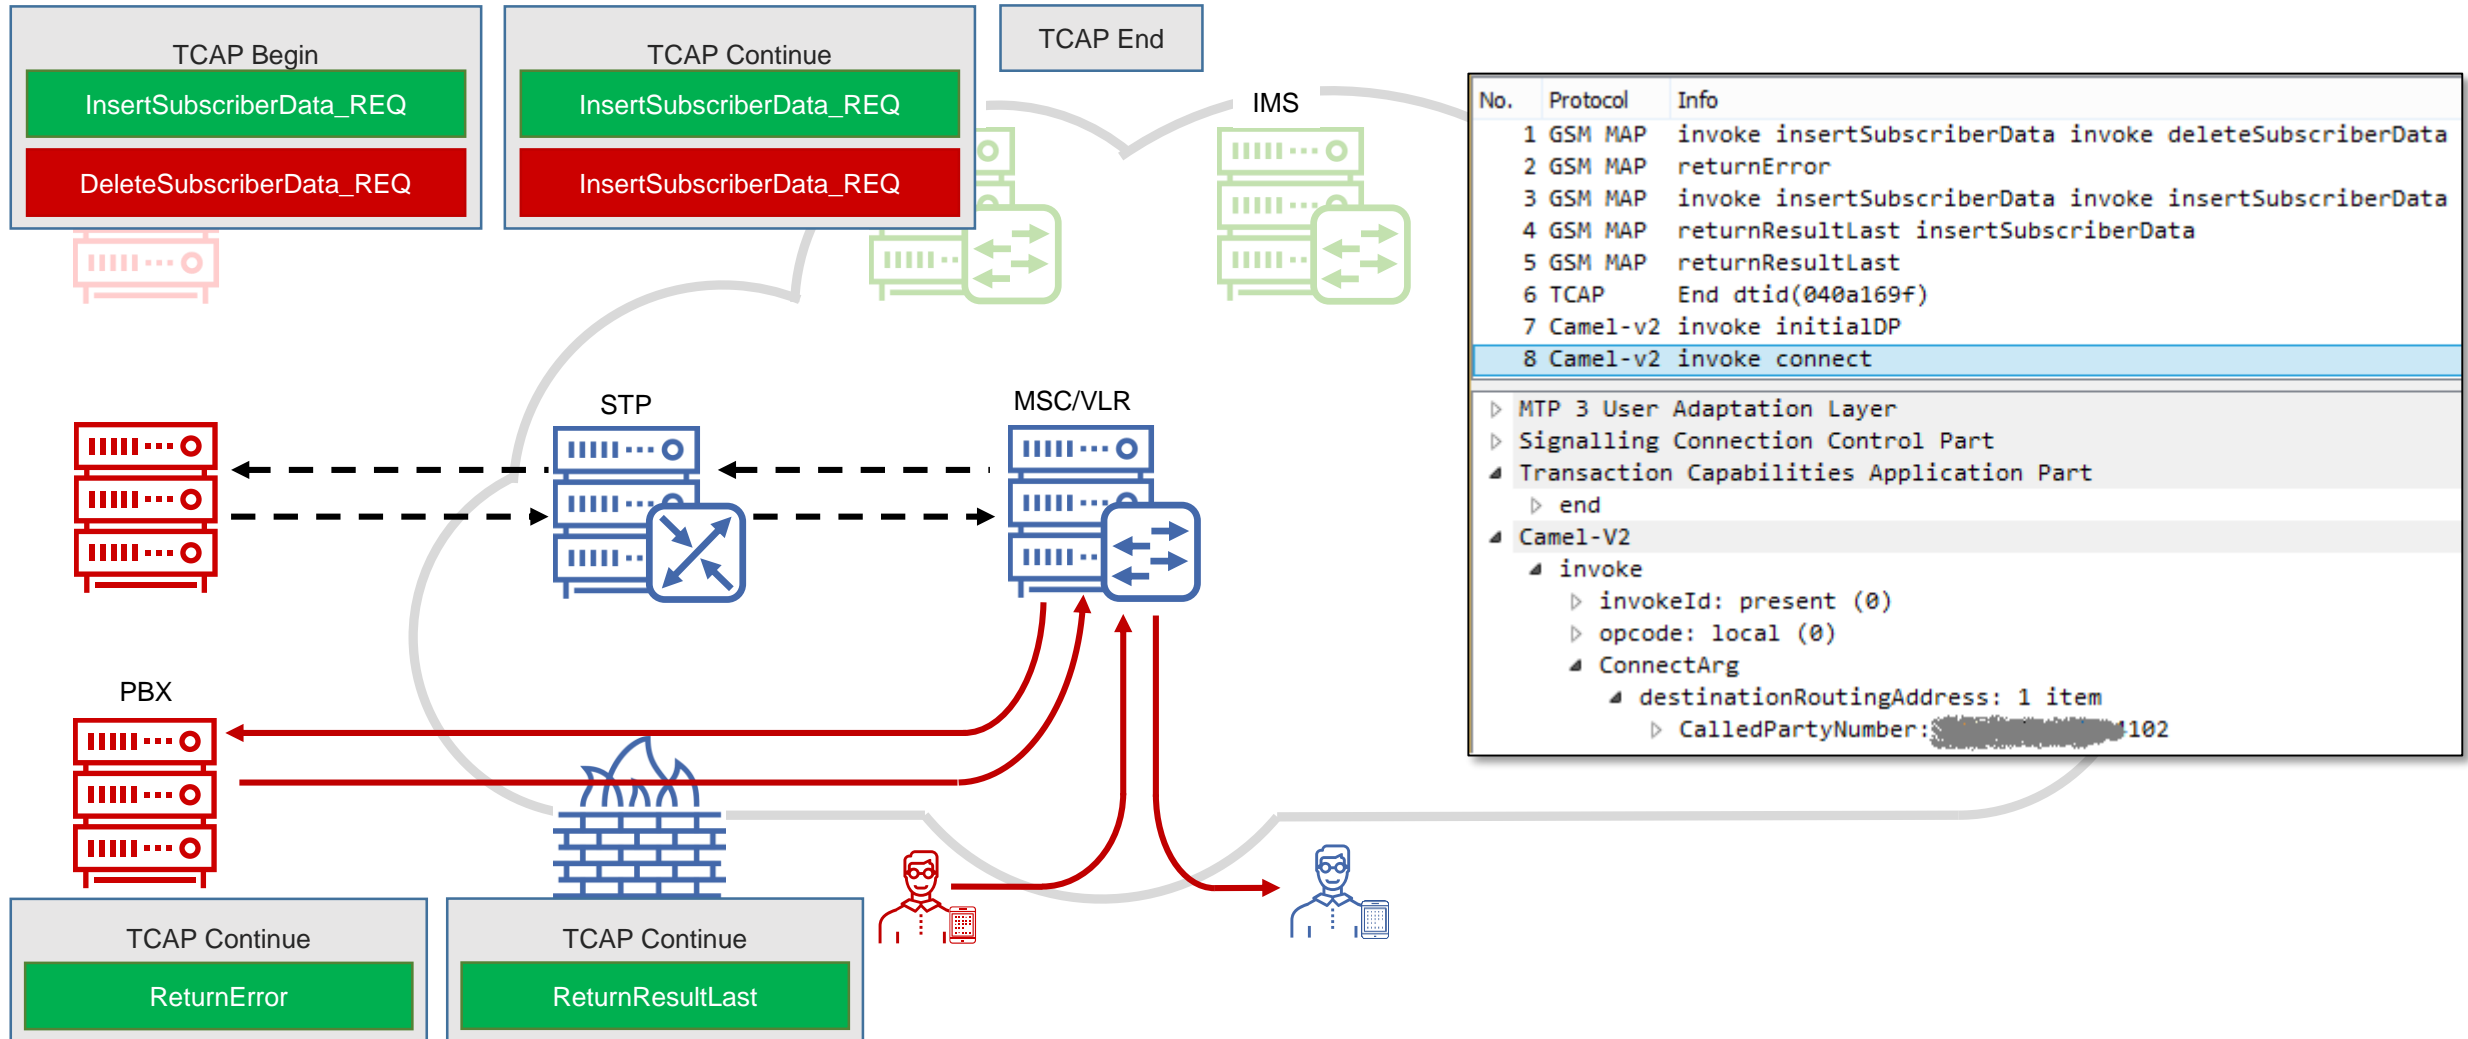 TCAP Begin
InsertSubscriberData_REQ
DeleteSubscriberData_REQ
TCAP Continue
InsertSubscriberData_REQ
InsertSubscriberData_REQ
TCAP End
IMS
No. Protocol Info
1 GSM MAP invoke insertSubscriberData invoke deleteSubscriberData
2 GSM MAP returnError
3 GSM MAP invoke insertSubscriberData invoke insertSubscriberData
4 GSM MAP returnResultLast insertSubscriberData
5 GSM MAP returnResultLast
6 TCAP End dtid(040a169f)
7 Camel-v2 invoke initialDP
8 Camel-v2 invoke connect
MTP 3 User Adaptation Layer
Signalling Connection Control Part
Transaction Capabilities Application Part
end
Camel-V2
invoke
invokeId: present (0)
opcode: local (0)
ConnectArg
destinationRoutingAddress: 1 item
CalledPartyNumber: 4102
STP
MSC/VLR
PBX
TCAP Continue
ReturnError
TCAP Continue
ReturnResultLast